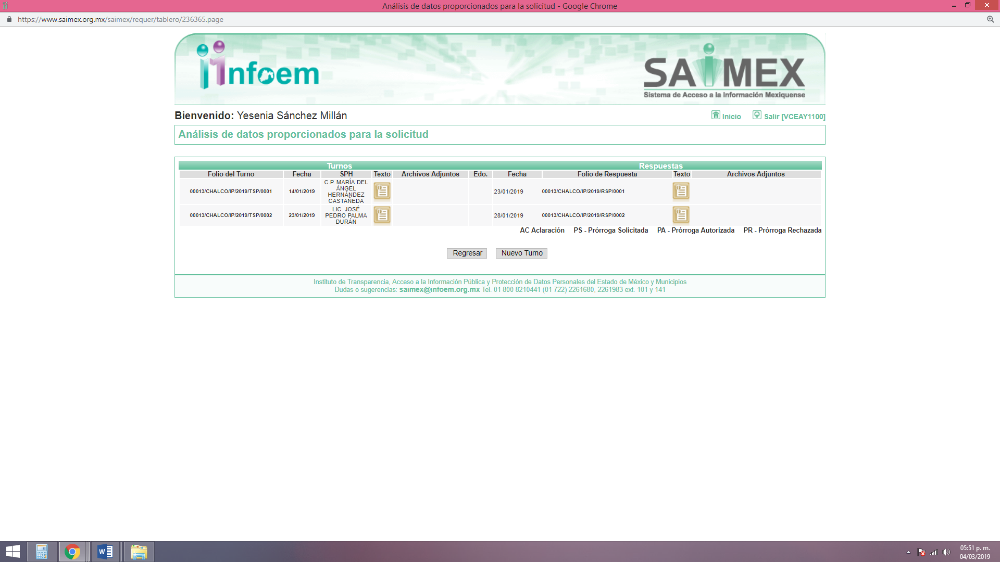 Análisis de datos proporcionados para la solicitud - Google Chrome
https://www.saimex.org.mx/saimex/requer/tablero/236365.page
infoem
SAIMEX
Sistema de Acceso a la Información Mexiquense
Bienvenido: Yesenia Sánchez Millán
Inicio Salir [VCEAY1100]
Análisis de datos proporcionados para la solicitud
Turnos Respuestas
Folio del Turno Fecha SPH Texto Archivos Adjuntos Edo. Fecha Folio de Respuesta Texto Archivos Adjuntos
00013/CHALCO/IP/2019/TSP/0001 14/01/2019 C.P. MARÍA DEL
ÁNGEL
HERNÁNDEZ
CASTAÑEDA
23/01/2019 00013/CHALCO/IP/2019/RSP/0001
00013/CHALCO/IP/2019/TSP/0002 23/01/2019 LIC. JOSÉ
PEDRO PALMA
DURÁN
28/01/2019 00013/CHALCO/IP/2019/RSP/0002
AC Aclaración PS - Prórroga Solicitada PA - Prórroga Autorizada PR - Prórroga Rechazada
Regresar Nuevo Turno
Instituto de Transparencia, Acceso a la Información Pública y Protección de Datos Personales del Estado de México y Municipios
Dudas o sugerencias: saimex@infoem.org.mx Tel. 01 800 8210441 (01 722) 2261680, 2261983 ext. 101 y 141
05:51 p. m.
04/03/2019